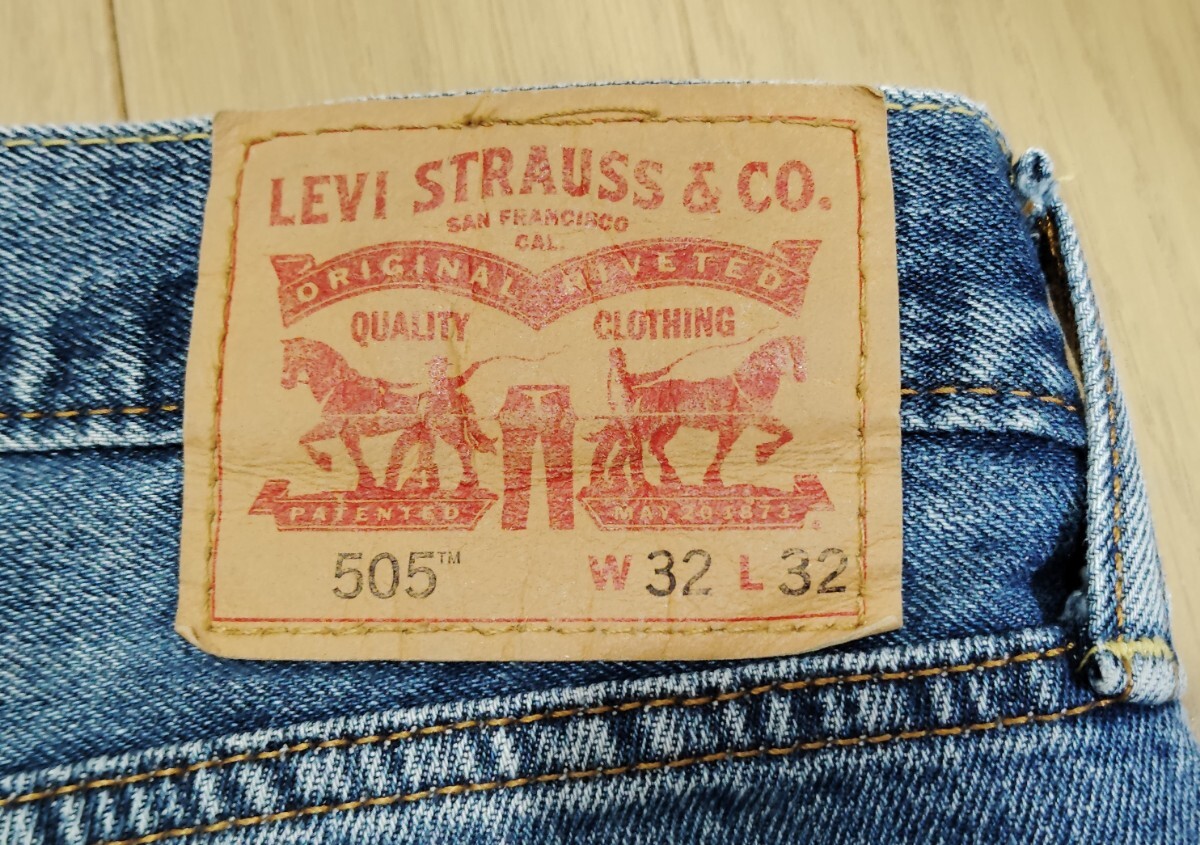 LEVI STRAUSS & CO.
SAN FRANCISCO
CAL.
ORIGINAL RIVETED
QUALITY CLOTHING
PATENTED MAY 20 1873 ®
505™ W 32 L 32